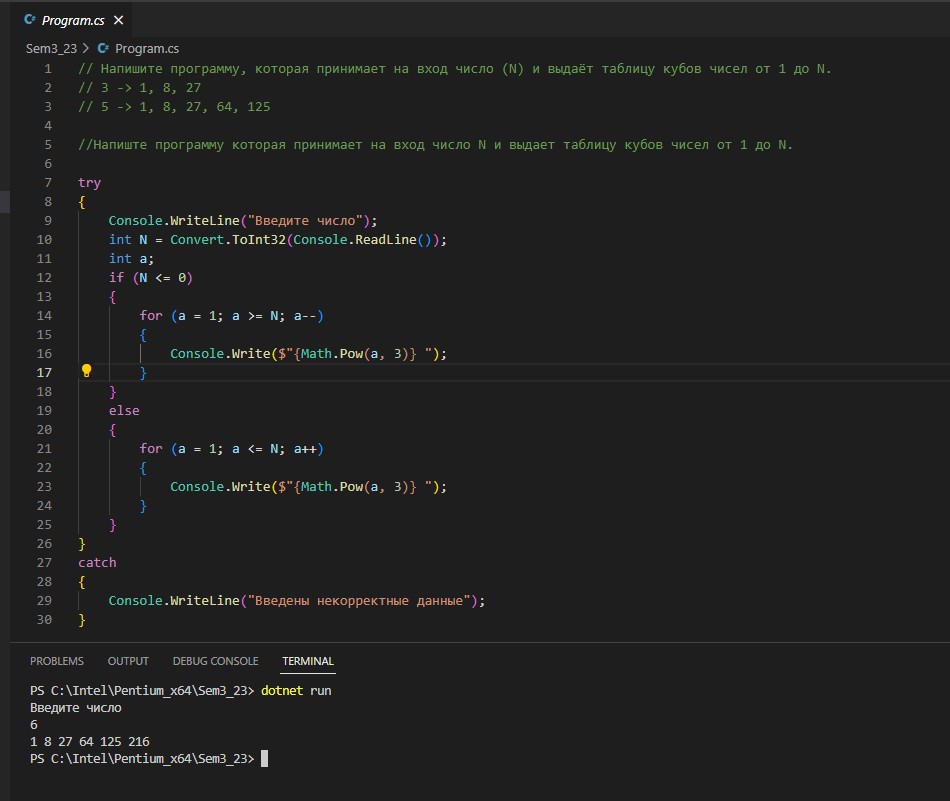 Program.cs
Sem3_23 > Program.cs
1 // Напишите программу, которая принимает на вход число (N) и выдаёт таблицу кубов чисел от 1 до N.
2 // 3 -> 1, 8, 27
3 // 5 -> 1, 8, 27, 64, 125
4
5 //Напиште программу которая принимает на вход число N и выдает таблицу кубов чисел от 1 до N.
6
7 try
8 {
9 Console.WriteLine("Введите число");
10 int N = Convert.ToInt32(Console.ReadLine());
11 int a;
12 if (N <= 0)
13 {
14 for (a = 1; a >= N; a--)
15 {
16 Console.Write($"{Math.Pow(a, 3)} ");
17 }
18 }
19 else
20 {
21 for (a = 1; a <= N; a++)
22 {
23 Console.Write($"{Math.Pow(a, 3)} ");
24 }
25 }
26 }
27 catch
28 {
29 Console.WriteLine("Введены некорректные данные");
30 }
PROBLEMS OUTPUT DEBUG CONSOLE TERMINAL
PS C:\Intel\Pentium_x64\Sem3_23> dotnet run
Введите число
6
1 8 27 64 125 216
PS C:\Intel\Pentium_x64\Sem3_23>